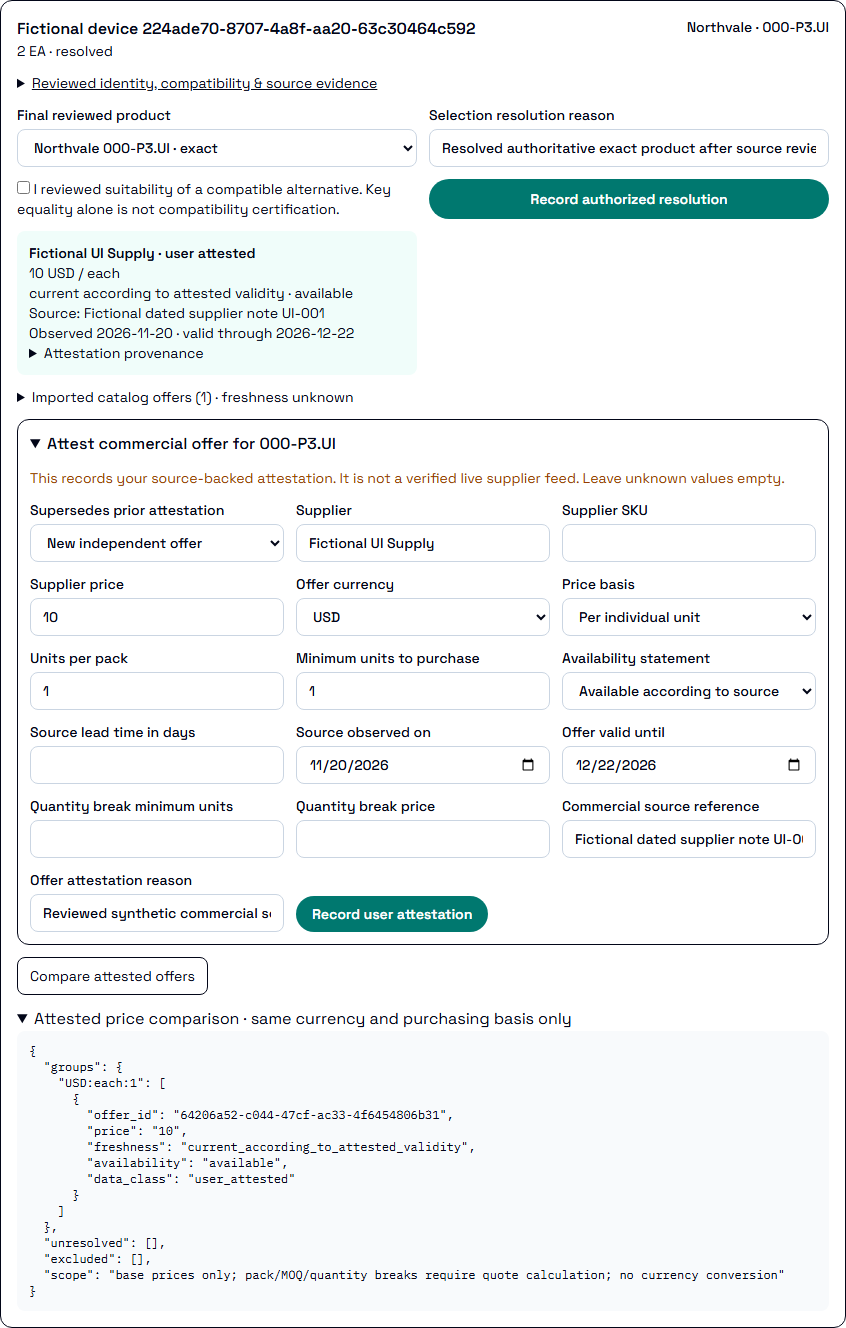 Fictional device 224ade70-8707-4a8f-aa20-63c30464c592
Northvale · 000-P3.UI
2 EA · resolved
Reviewed identity, compatibility & source evidence
Final reviewed product
Selection resolution reason
Northvale 000-P3.UI · exact
Resolved authoritative exact product after source revie
I reviewed suitability of a compatible alternative. Key
equality alone is not compatibility certification.
Record authorized resolution
Fictional UI Supply · user attested
10 USD / each
current according to attested validity · available
Source: Fictional dated supplier note UI-001
Observed 2026-11-20 · valid through 2026-12-22
Attestation provenance
Imported catalog offers (1) · freshness unknown
Attest commercial offer for 000-P3.UI
This records your source-backed attestation. It is not a verified live supplier feed. Leave unknown values empty.
Supersedes prior attestation
Supplier
Supplier SKU
New independent offer
Fictional UI Supply
Supplier price
Offer currency
Price basis
10
USD
Per individual unit
Units per pack
Minimum units to purchase
Availability statement
1
1
Available according to source
Source lead time in days
Source observed on
Offer valid until
11/20/2026
12/22/2026
Quantity break minimum units
Quantity break price
Commercial source reference
Fictional dated supplier note UI-0
Offer attestation reason
Reviewed synthetic commercial s
Record user attestation
Compare attested offers
Attested price comparison · same currency and purchasing basis only
{
"groups": {
"USD:each:1": [
{
"offer_id": "64206a52-c044-47cf-ac33-4f6454806b31",
"price": "10",
"freshness": "current_according_to_attested_validity",
"availability": "available",
"data_class": "user_attested"
}
]
},
"unresolved": [],
"excluded": [],
"scope": "base prices only; pack/MOQ/quantity breaks require quote calculation; no currency conversion"
}